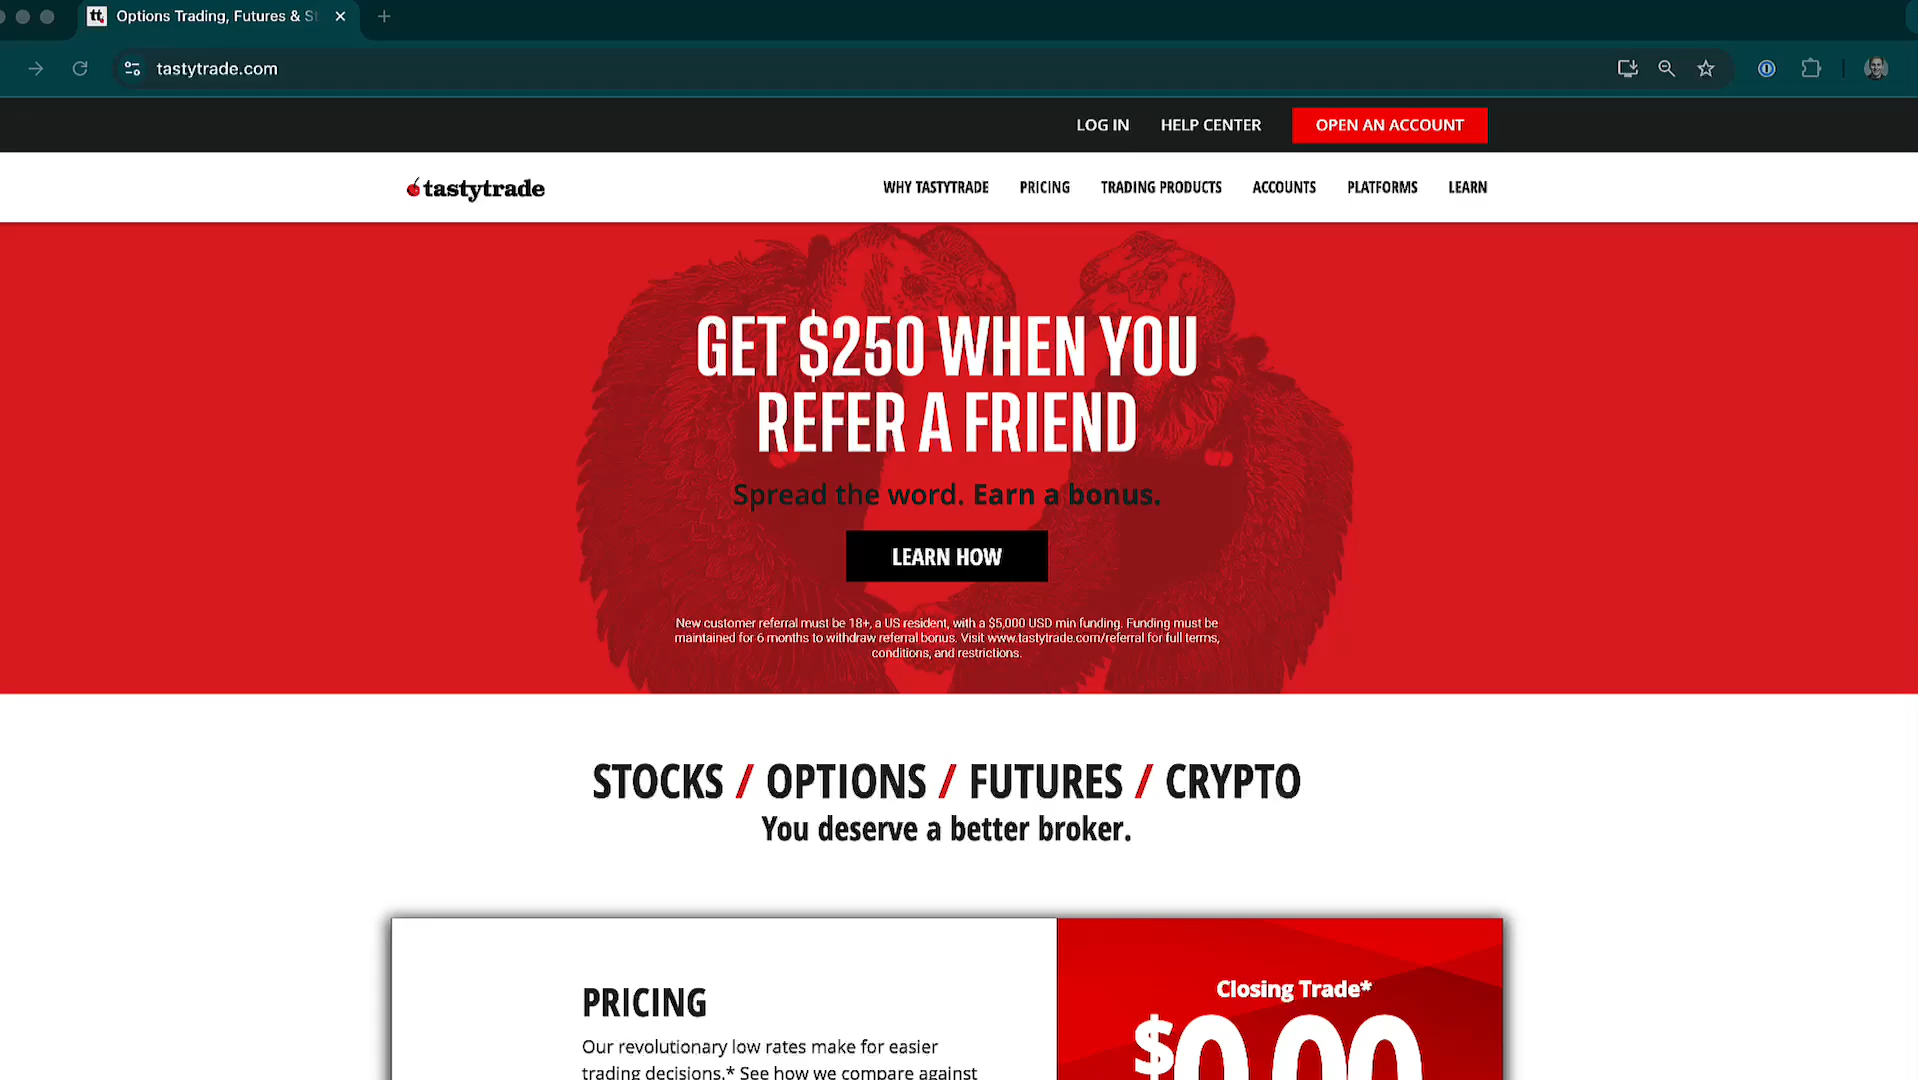 tt Options Trading, Futures & St
tastytrade.com
LOG IN HELP CENTER OPEN AN ACCOUNT
tastytrade WHY TASTYTRADE PRICING TRADING PRODUCTS ACCOUNTS PLATFORMS LEARN
GET $250 WHEN YOU
REFER A FRIEND
Spread the word. Earn a bonus.
LEARN HOW
New customer referral must be 18+, a US resident, with a $5,000 USD min funding. Funding must be
maintained for 6 months to withdraw referral bonus. Visit www.tastytrade.com/referral for full terms,
conditions, and restrictions.
STOCKS / OPTIONS / FUTURES / CRYPTO
You deserve a better broker.
PRICING
Our revolutionary low rates make for easier
trading decisions.* See how we compare against
Closing Trade*
$0.00